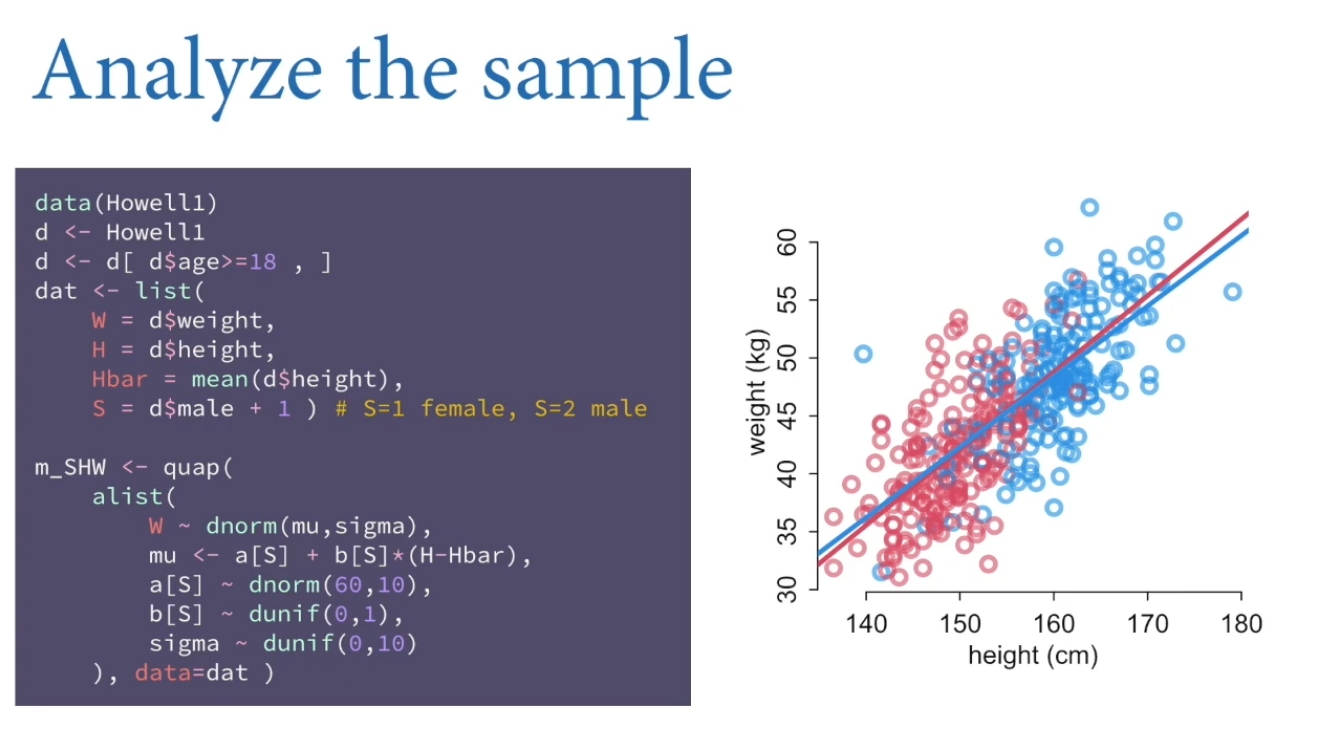 Analyze the sample
data(Howell1)
d <- Howell1
d <- d[ d$age>=18 , ]
dat <- list(
    W = d$weight,
    H = d$height,
    Hbar = mean(d$height),
    S = d$male + 1 ) # S=1 female, S=2 male

m_SHW <- quap(
    alist(
        W ~ dnorm(mu,sigma),
        mu <- a[S] + b[S]*(H-Hbar),
        a[S] ~ dnorm(60,10),
        b[S] ~ dunif(0,1),
        sigma ~ dunif(0,10)
    ), data=dat )
weight (kg)
60
55
50
45
40
35
30
140 150 160 170 180
height (cm)